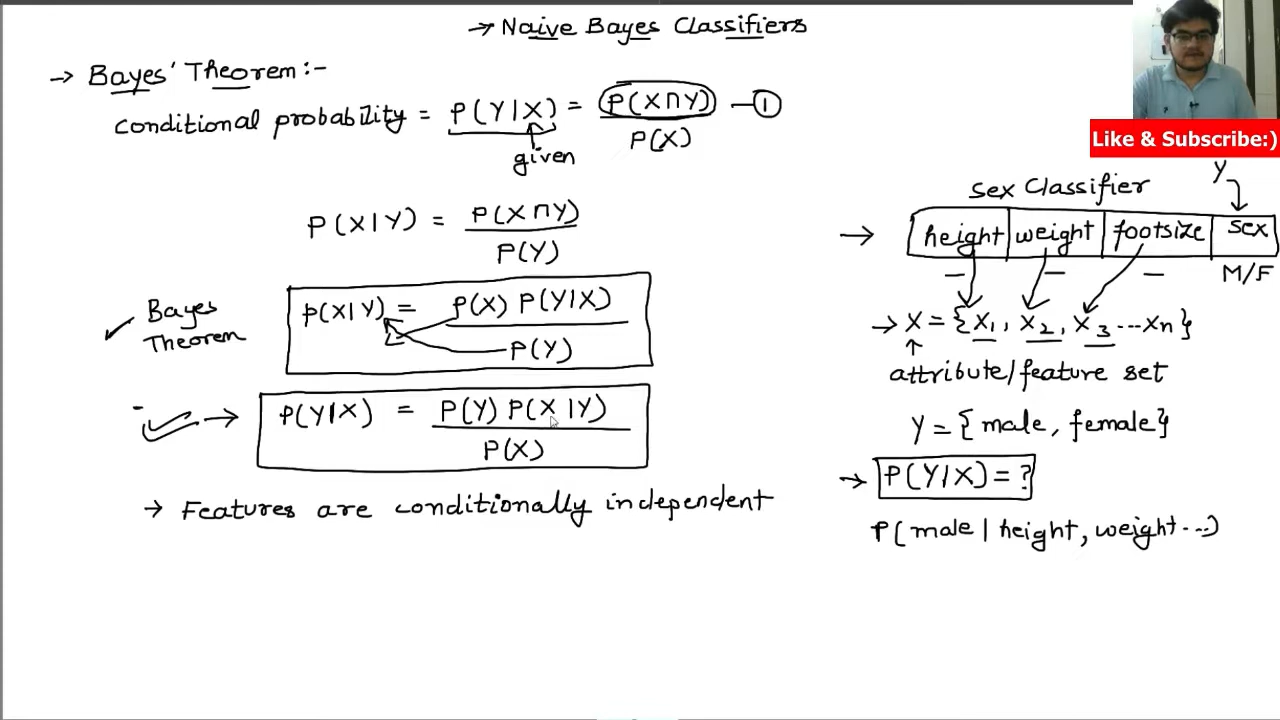 → Naive Bayes Classifiers
→ Bayes' Theorem :-
conditional probability = P(Y|X) = P(X∩Y) —①
P(X)
given
P(X|Y) = P(X∩Y)
P(Y)
Bayes
Theorem
P(X|Y) = P(X) P(Y|X)
P(Y)
P(Y|X) = P(Y) P(X|Y)
P(X)
→ Features are conditionally independent
Like & Subscribe:)
Y
Sex Classifier
→ height weight footsize sex
— — — M/F
→ X = {X1, X2, X3 ---Xn}
attribute/feature set
Y = {male, female}
→ P(Y|X) = ?
P(male | height, weight ---)